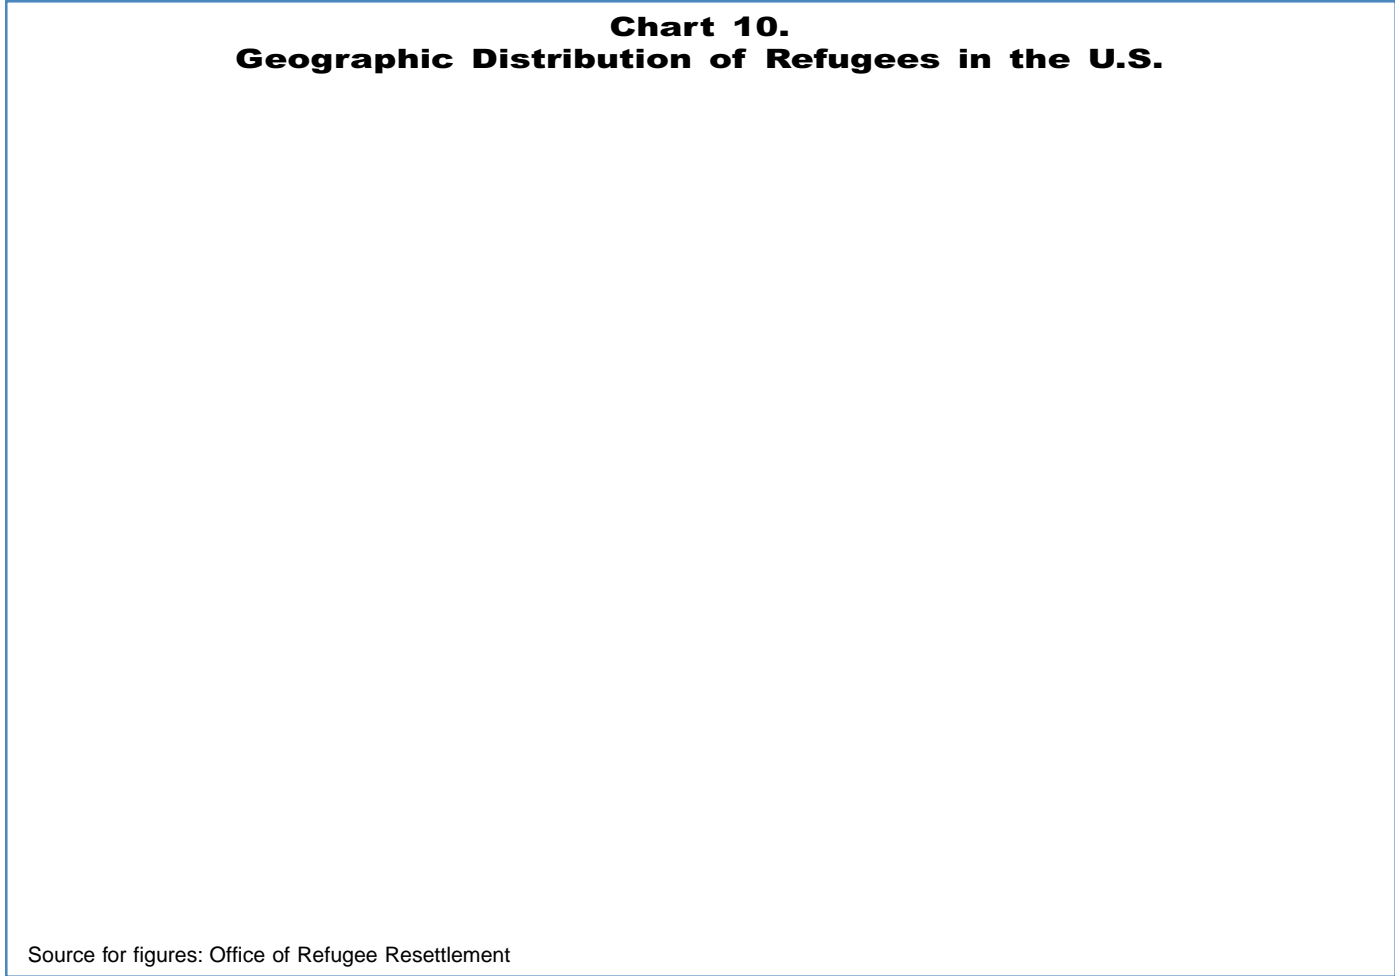 Chart 10.
Geographic Distribution of Refugees in the U.S.
Source for figures: Office of Refugee Resettlement